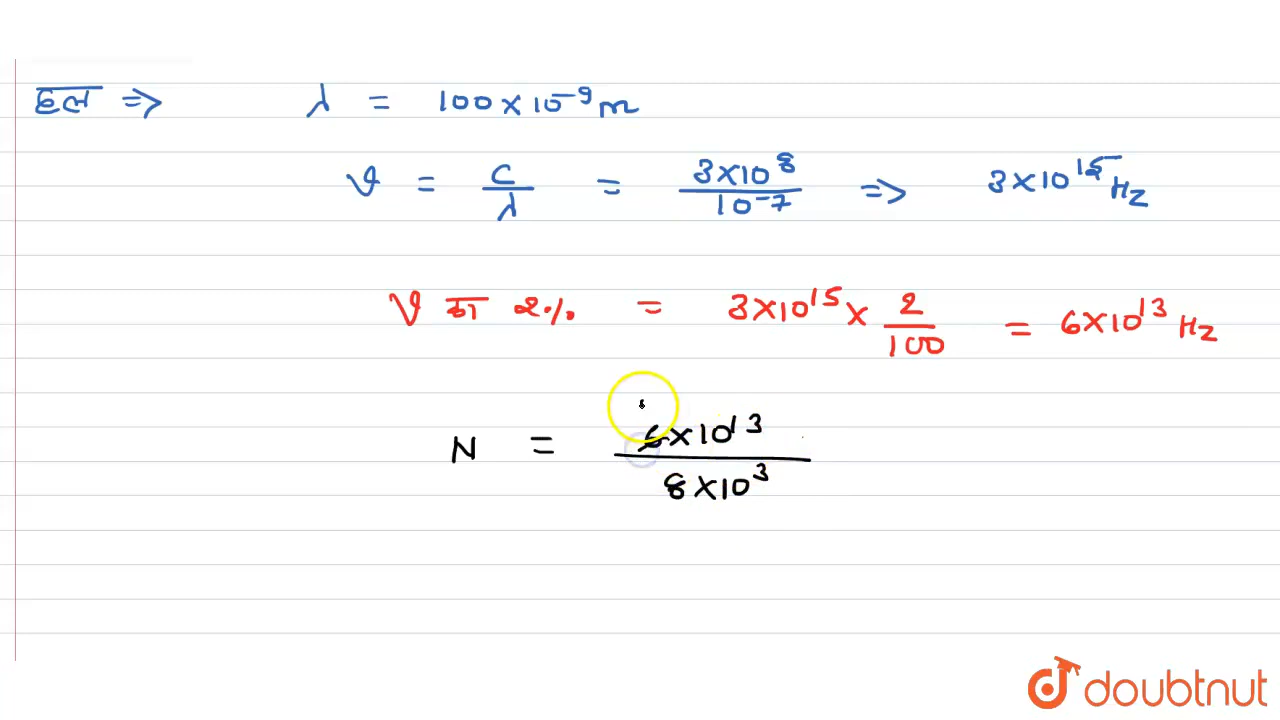 हल ⇒ λ = 100 × 10⁻⁹ m
ν = C/λ = 3×10⁸/10⁻⁷ ⇒ 3×10¹⁵ Hz
ν का 2% = 3×10¹⁵ × 2/100 = 6×10¹³ Hz
N = 6×10¹³/8×10³
doubtnut